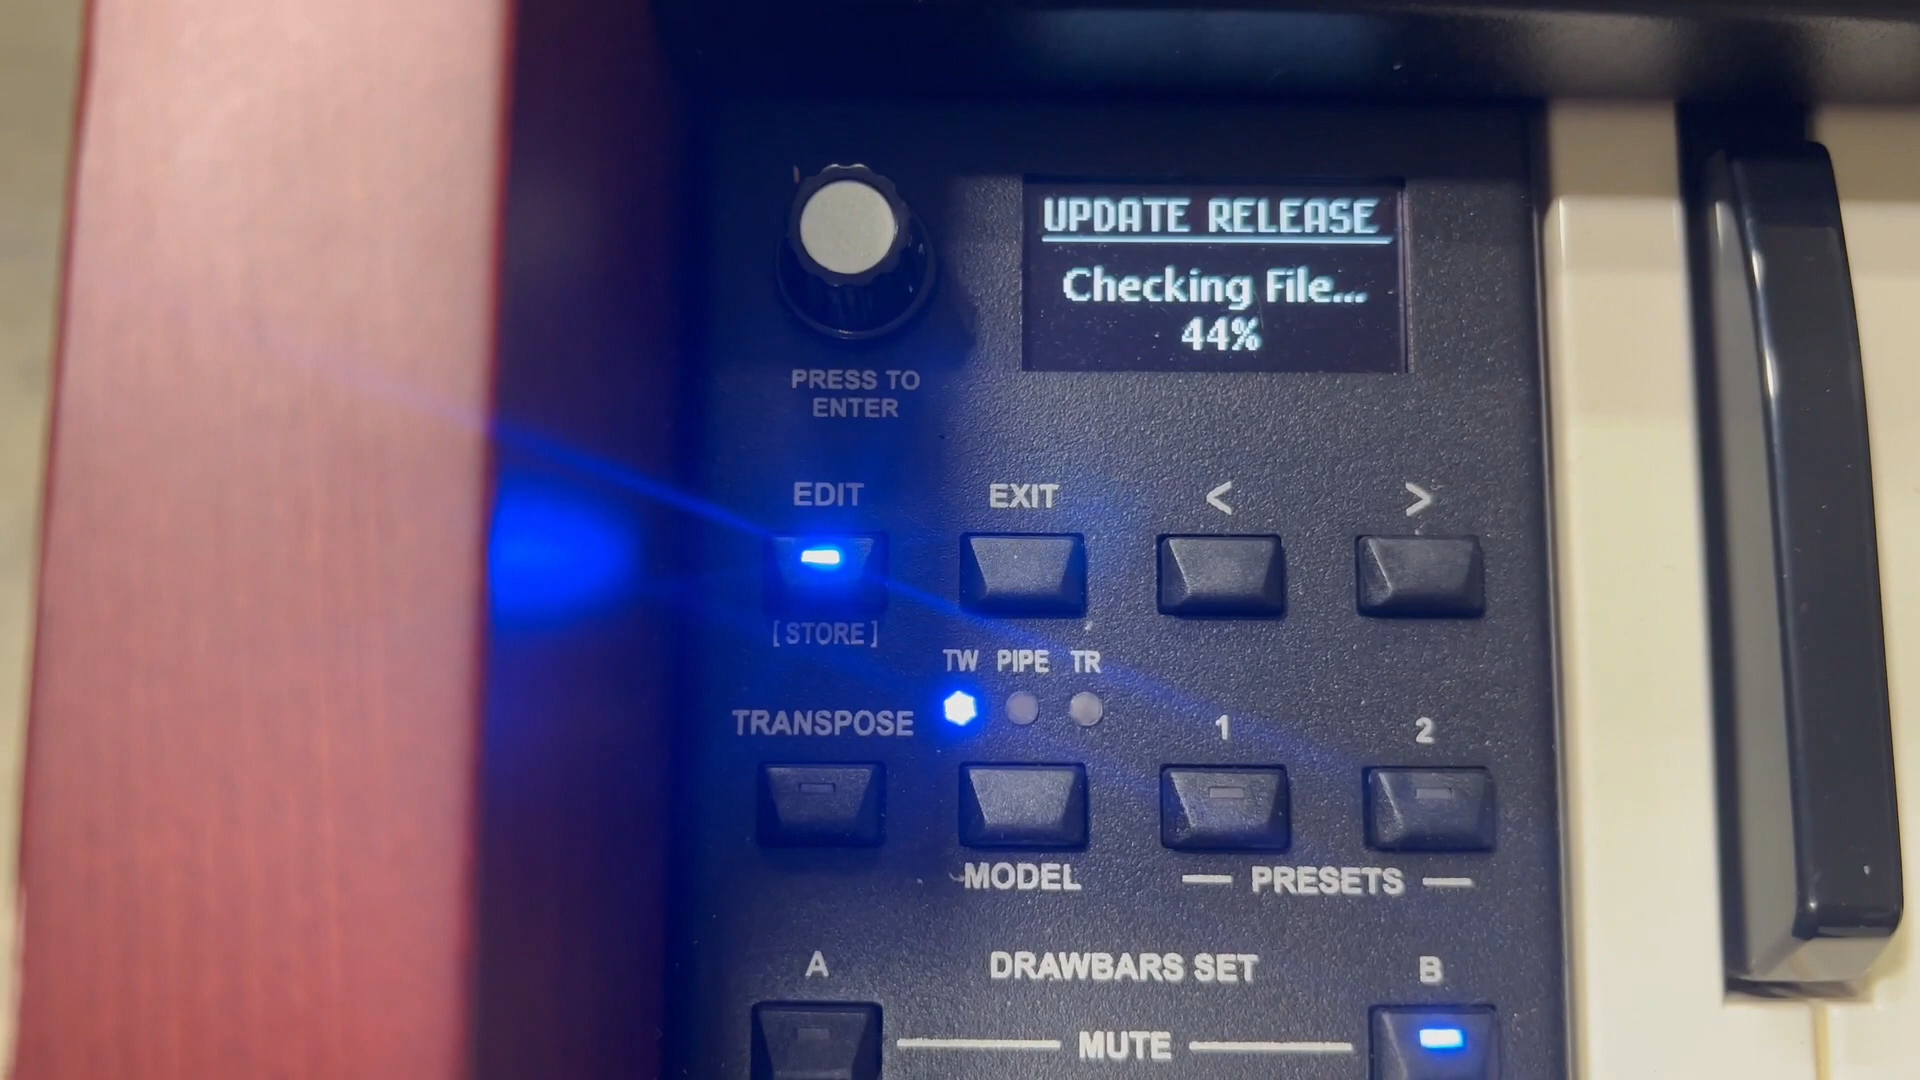 UPDATE RELEASE
Checking File...
44%
PRESS TO
ENTER
EDIT
EXIT
<
>
[ STORE ]
TW PIPE TR
TRANSPOSE
1
2
MODEL
PRESETS
A
DRAWBARS SET
B
MUTE